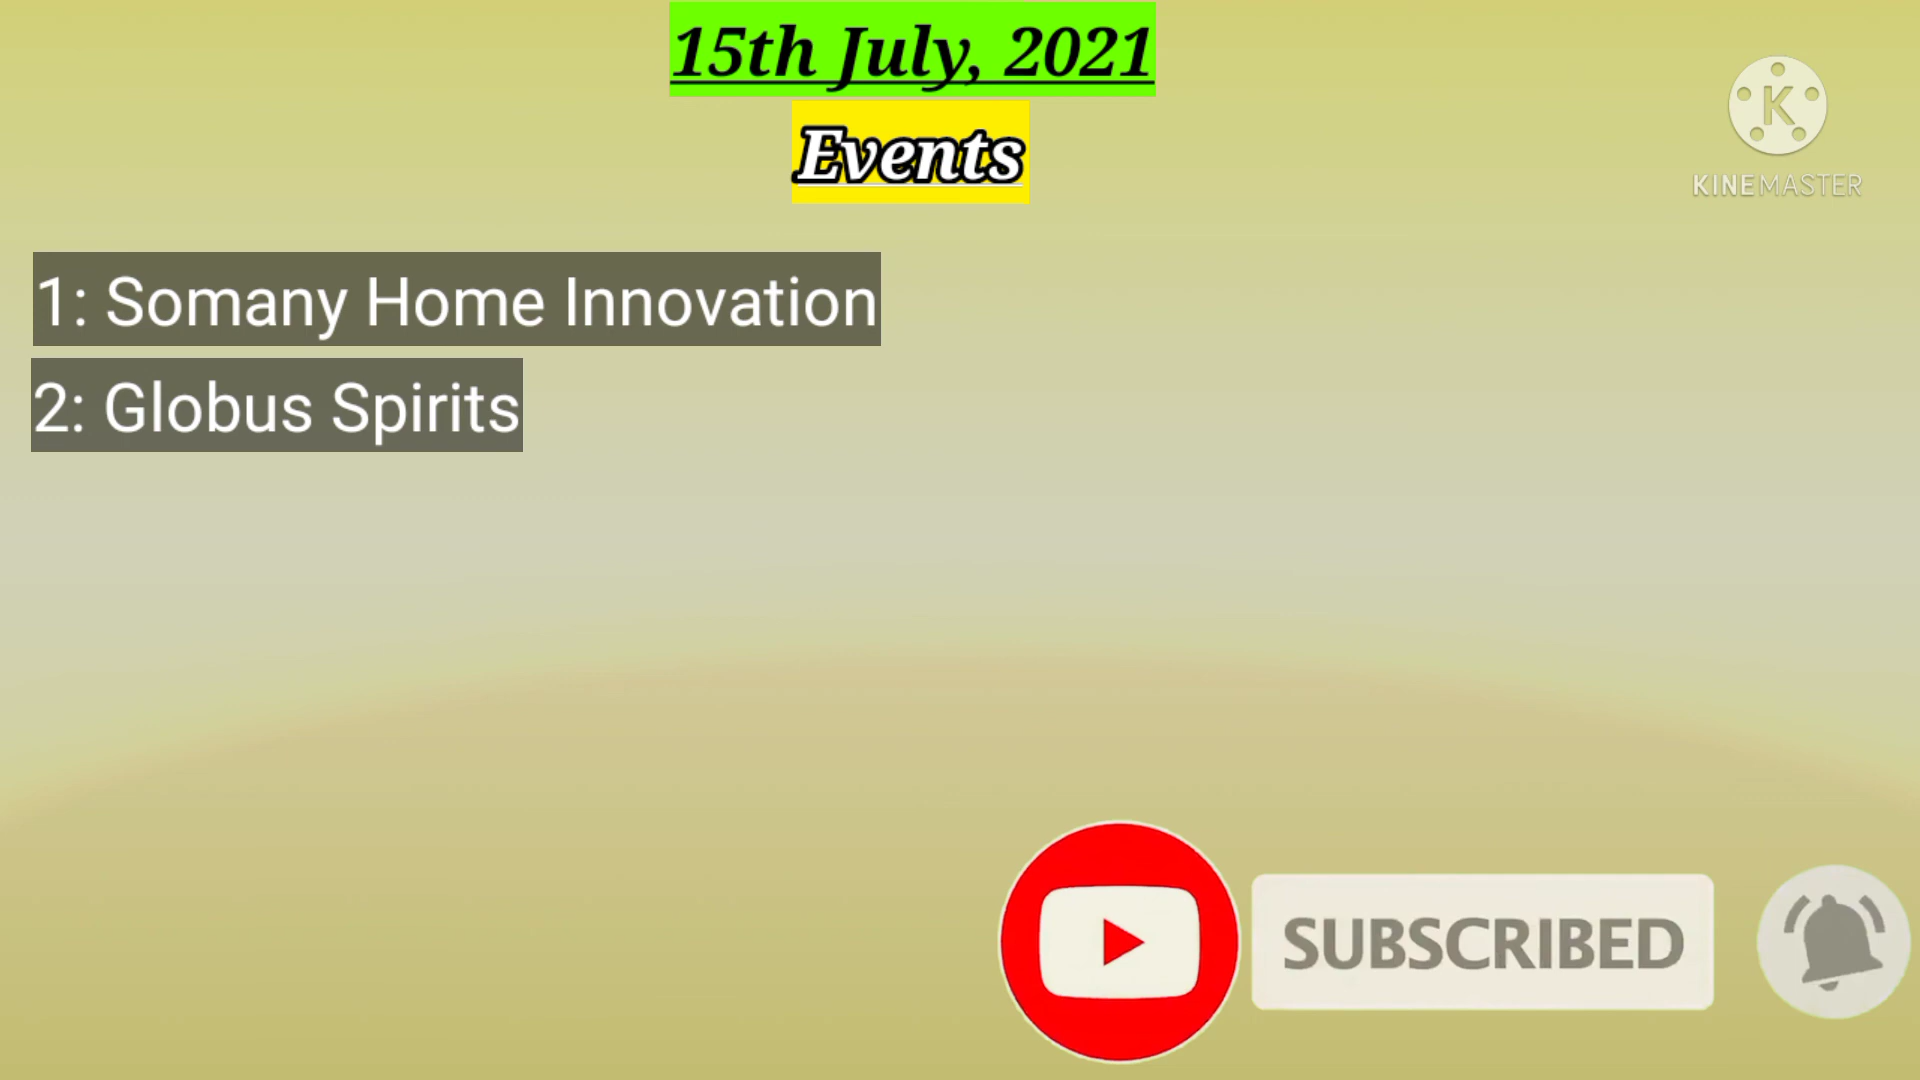 15th July, 2021
Events
K
KINEMASTER
1: Somany Home Innovation
2: Globus Spirits
SUBSCRIBED